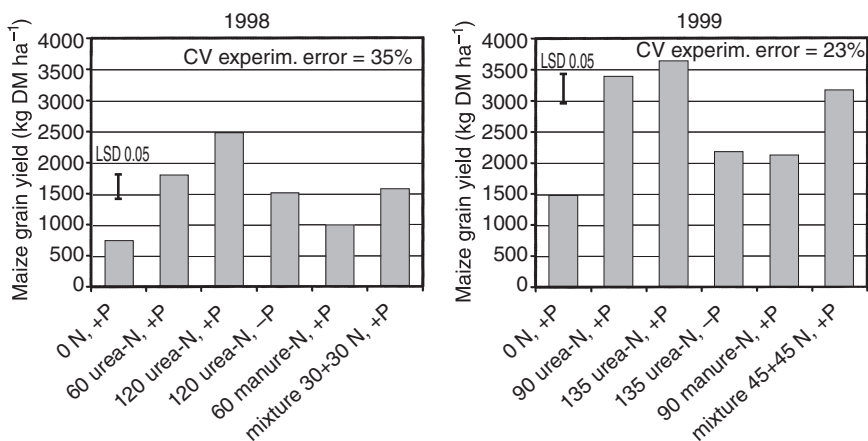 1998
Maize grain yield (kg DM ha⁻¹)
4000
3500
3000
2500
2000
1500
1000
500
0
CV experim. error = 35%
LSD 0.05
0 N, +P
60 urea-N, +P
120 urea-N, +P
120 urea-N, –P
60 manure-N, +P
mixture 30+30 N, +P
1999
Maize grain yield (kg DM ha⁻¹)
4000
3500
3000
2500
2000
1500
1000
500
0
CV experim. error = 23%
LSD 0.05
0 N, +P
90 urea-N, +P
135 urea-N, +P
135 urea-N, –P
90 manure-N, +P
mixture 45+45 N, +P